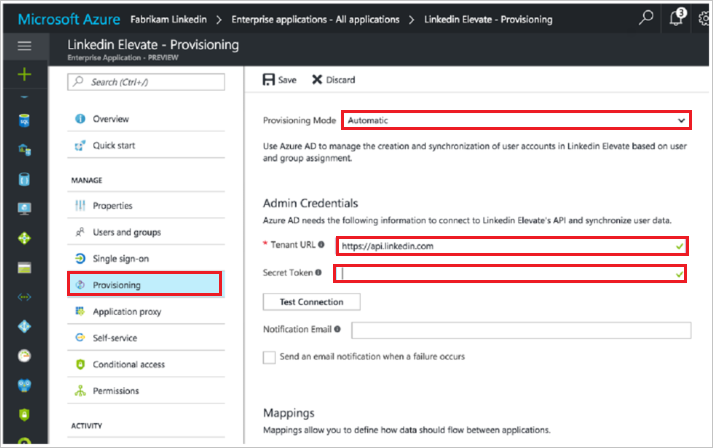 Microsoft Azure Fabrikam Linkedin > Enterprise applications - All applications > Linkedin Elevate - Provisioning
3
Linkedin Elevate - Provisioning
Enterprise Application - PREVIEW
Search (Ctrl+/)
Overview
Quick start
MANAGE
Properties
Users and groups
Single sign-on
Provisioning
Application proxy
Self-service
Conditional access
Permissions
ACTIVITY
Save Discard
Provisioning Mode Automatic
Use Azure AD to manage the creation and synchronization of user accounts in Linkedin Elevate based on user
and group assignment.
Admin Credentials
Azure AD needs the following information to connect to Linkedin Elevate's API and synchronize user data.
* Tenant URL https://api.linkedin.com
Secret Token
Test Connection
Notification Email
Send an email notification when a failure occurs
Mappings
Mappings allow you to define how data should flow between applications.